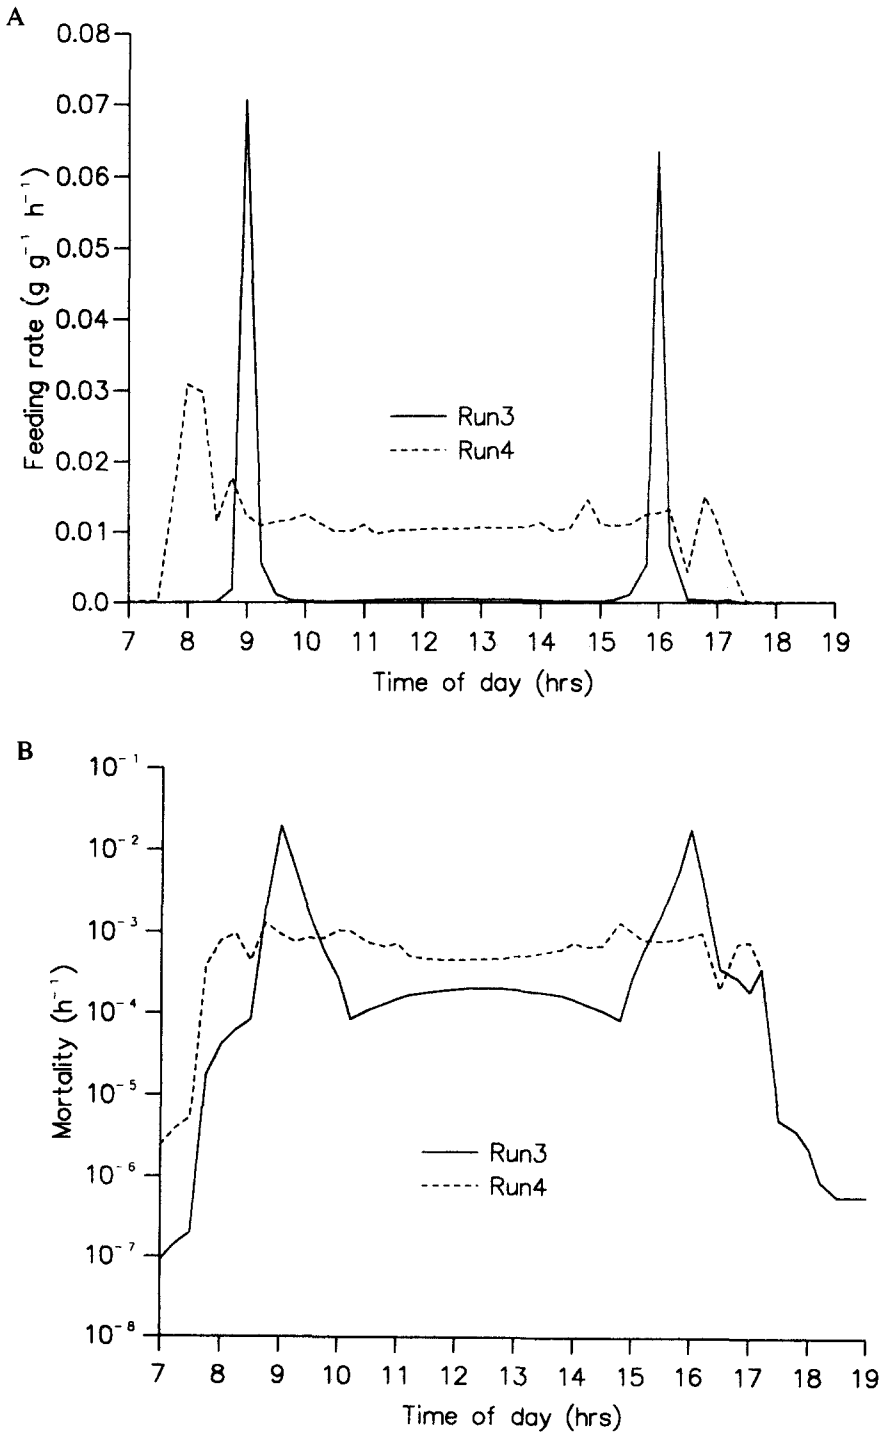 A
0.08
0.07
0.06
0.05
0.04
0.03
0.02
0.01
0.0
Feeding rate (g g⁻¹ h⁻¹)
Run3
Run4
7 8 9 10 11 12 13 14 15 16 17 18 19
Time of day (hrs)
B
10⁻¹
10⁻²
10⁻³
10⁻⁴
10⁻⁵
10⁻⁶
10⁻⁷
10⁻⁸
Mortality (h⁻¹)
Run3
Run4
7 8 9 10 11 12 13 14 15 16 17 18 19
Time of day (hrs)